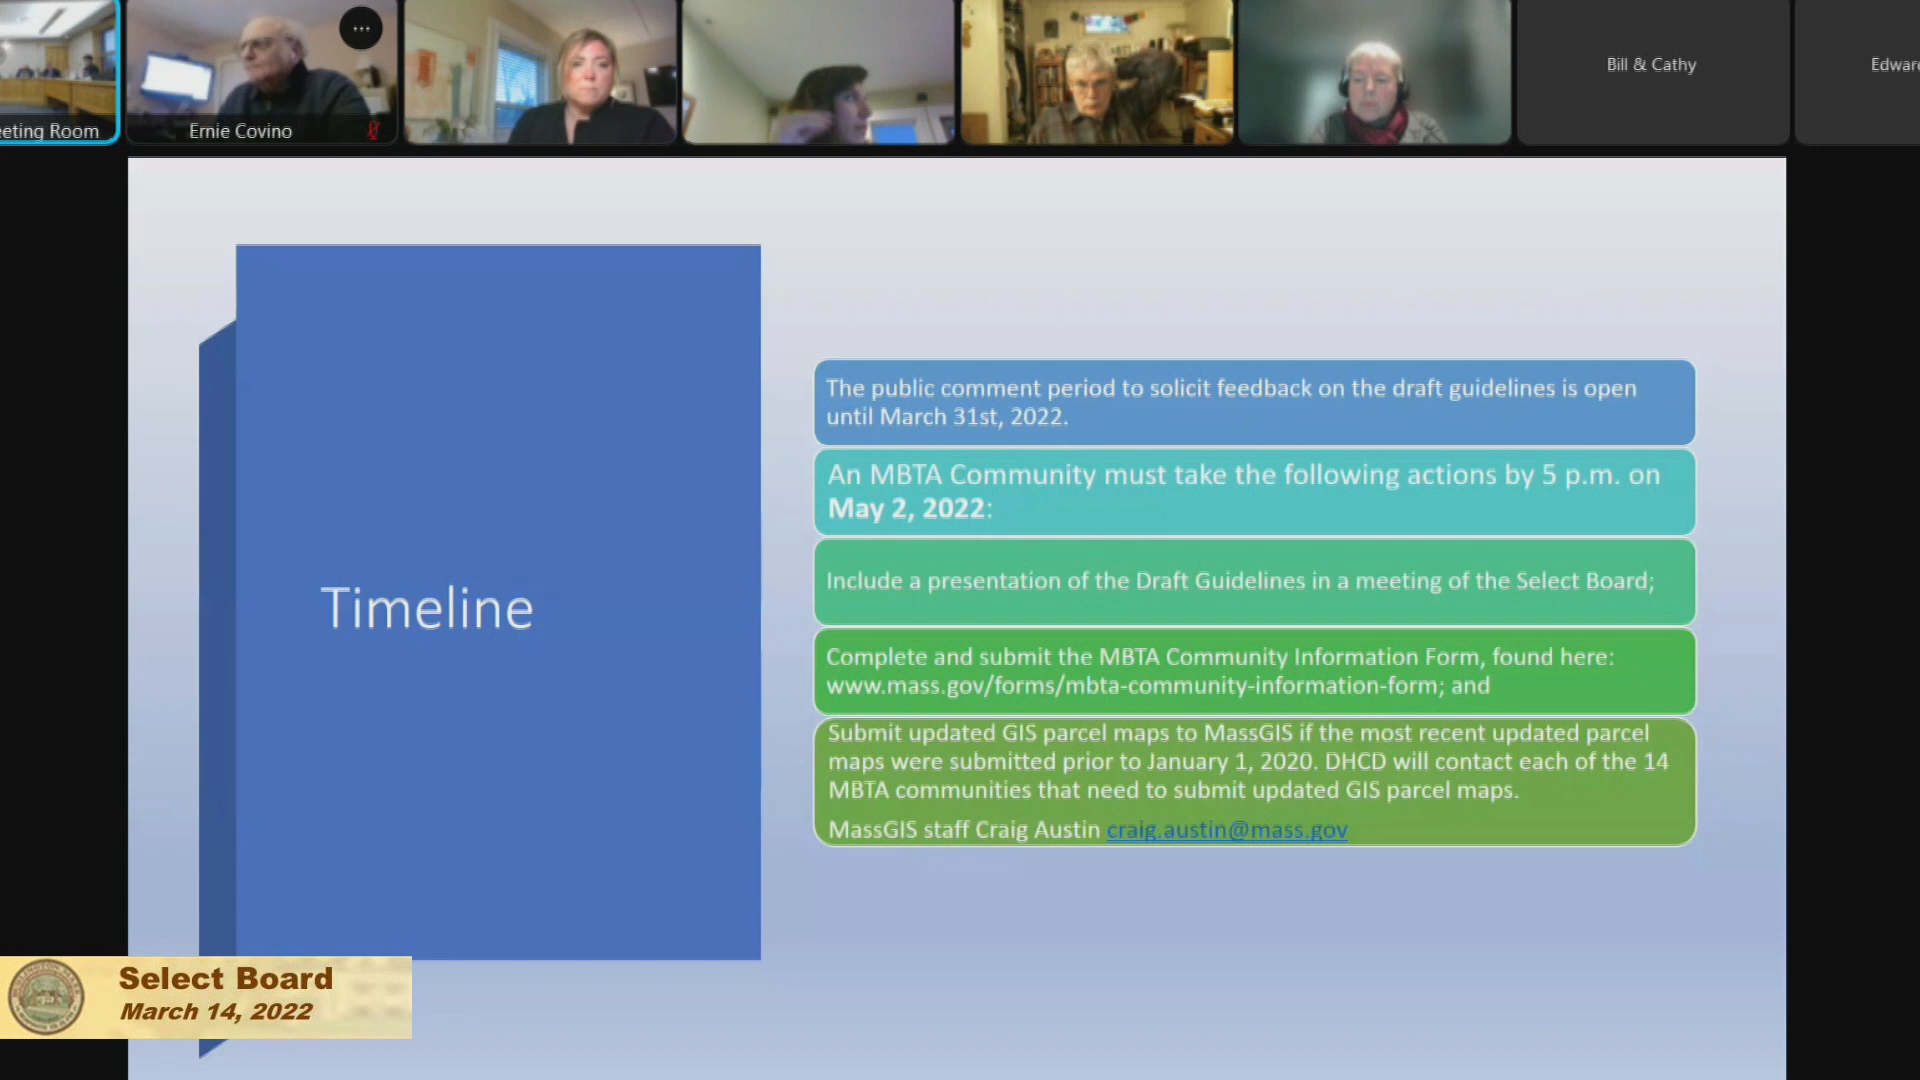 eting Room
Ernie Covino
Bill & Cathy
Edward
Timeline
The public comment period to solicit feedback on the draft guidelines is open
until March 31st, 2022.
An MBTA Community must take the following actions by 5 p.m. on
May 2, 2022:
Include a presentation of the Draft Guidelines in a meeting of the Select Board;
Complete and submit the MBTA Community Information Form, found here:
www.mass.gov/forms/mbta-community-information-form; and
Submit updated GIS parcel maps to MassGIS if the most recent updated parcel
maps were submitted prior to January 1, 2020. DHCD will contact each of the 14
MBTA communities that need to submit updated GIS parcel maps.
MassGIS staff Craig Austin craig.austin@mass.gov
Select Board
March 14, 2022